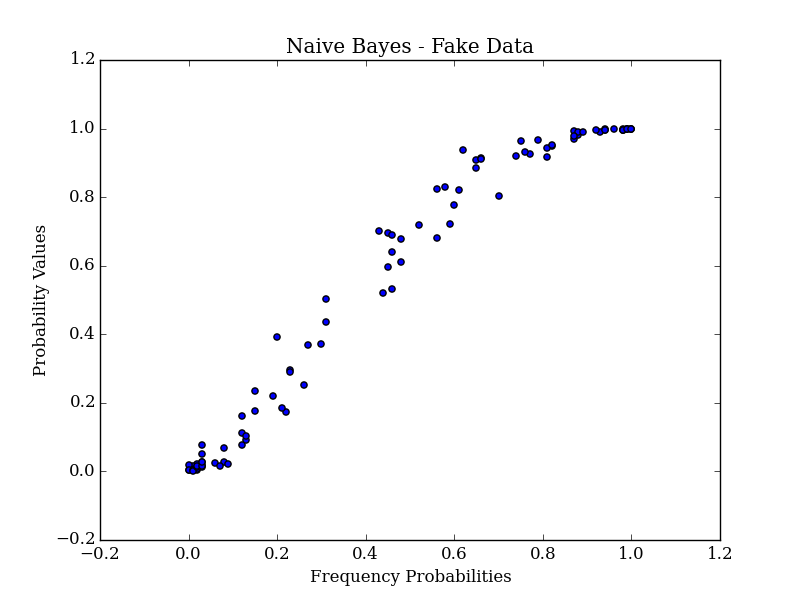 Naive Bayes - Fake Data
1.2
1.0
0.8
0.6
0.4
0.2
0.0
−0.2
Probability Values
−0.2 0.0 0.2 0.4 0.6 0.8 1.0 1.2
Frequency Probabilities